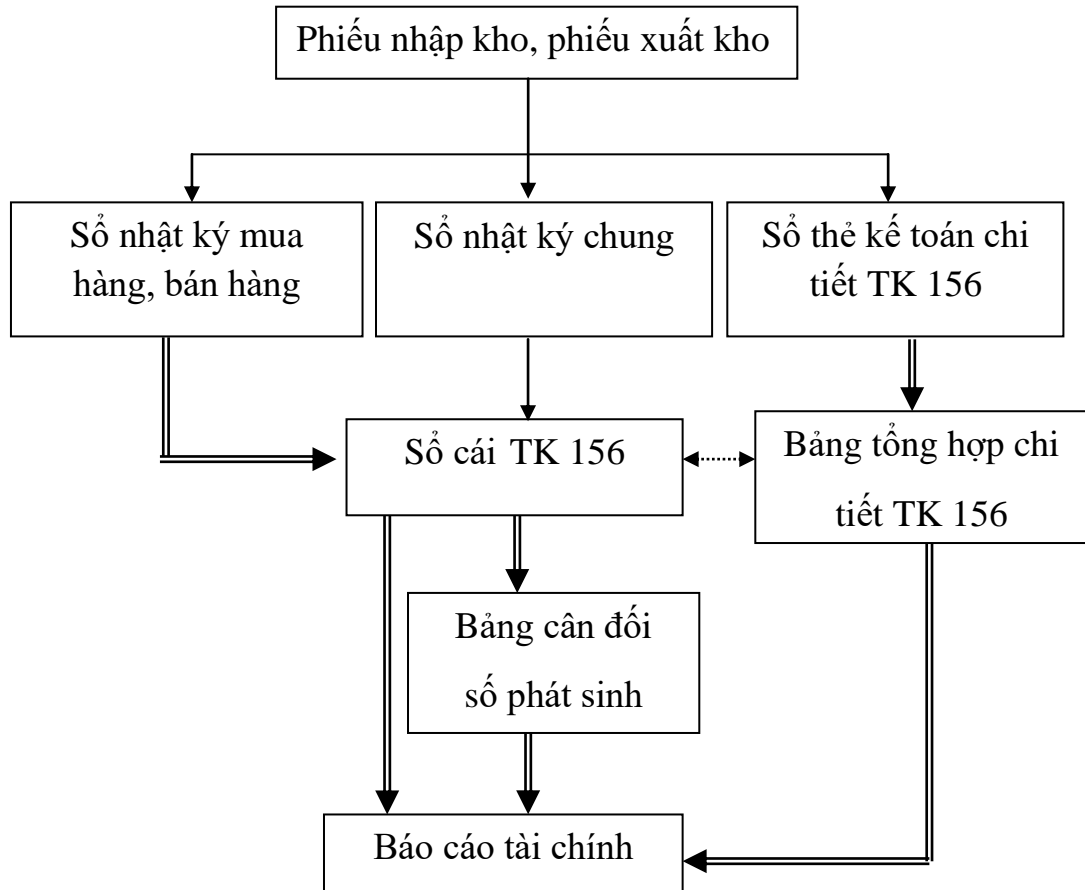 Phiếu nhập kho, phiếu xuất kho
Sổ nhật ký mua
hàng, bán hàng
Sổ nhật ký chung
Sổ thẻ kế toán chi
tiết TK 156
Sổ cái TK 156
Bảng tổng hợp chi
tiết TK 156
Bảng cân đối
số phát sinh
Báo cáo tài chính